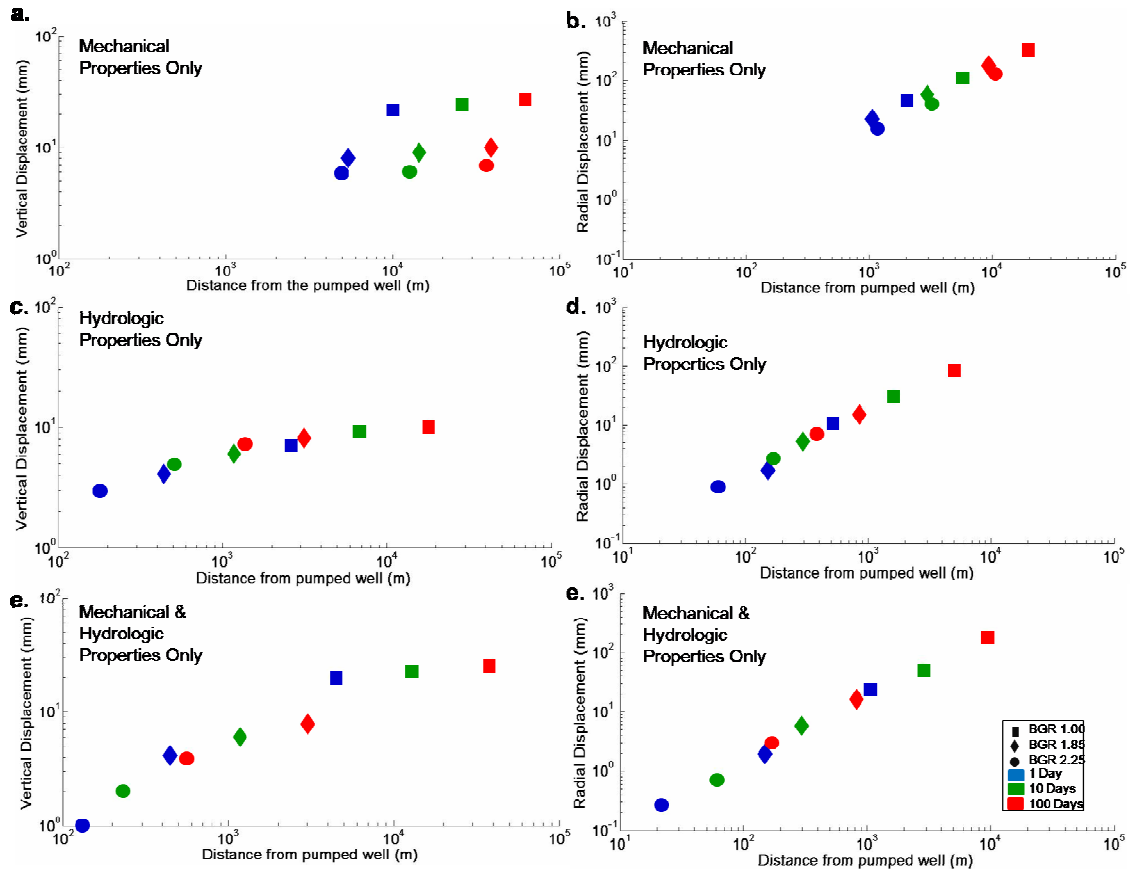 a.
Mechanical
Properties Only
Vertical Displacement (mm)
10^2
10^1
10^0
10^2
10^3
10^4
10^5
Distance from the pumped well (m)
b.
Mechanical
Properties Only
Radial Displacement (mm)
10^3
10^2
10^1
10^0
10^-1
10^1
10^2
10^3
10^4
10^5
Distance from pumped well (m)
c.
Hydrologic
Properties Only
Vertical Displacement (mm)
10^2
10^1
10^0
10^2
10^3
10^4
10^5
Distance from pumped well (m)
d.
Hydrologic
Properties Only
Radial Displacement (mm)
10^3
10^2
10^1
10^0
10^-1
10^1
10^2
10^3
10^4
10^5
Distance from pumped well (m)
e.
Mechanical &
Hydrologic
Properties Only
Vertical Displacement (mm)
10^2
10^1
10^0
10^2
10^3
10^4
10^5
Distance from pumped well (m)
e.
Mechanical &
Hydrologic
Properties Only
Radial Displacement (mm)
10^3
10^2
10^1
10^0
10^-1
10^1
10^2
10^3
10^4
10^5
Distance from pumped well (m)
BGR 1.00
BGR 1.85
BGR 2.25
1 Day
10 Days
100 Days